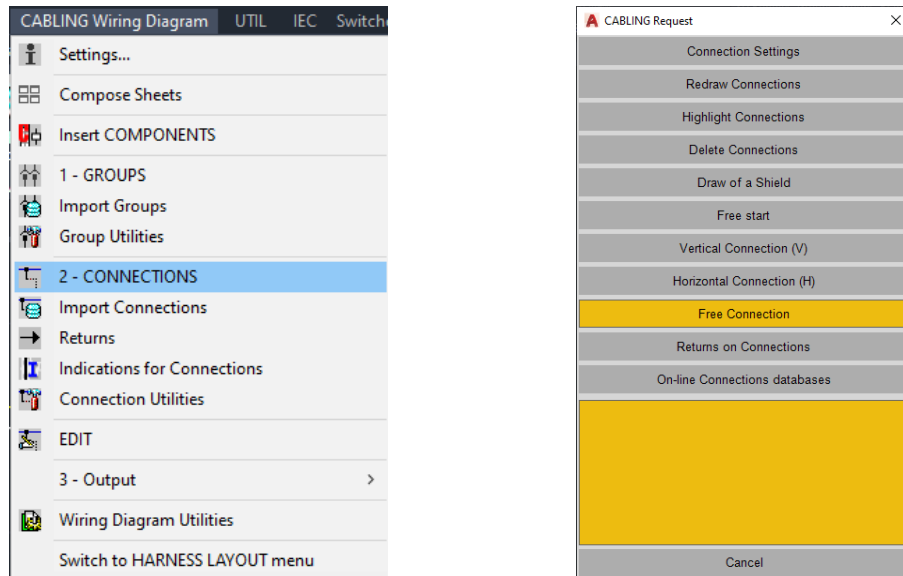 CABLING Wiring Diagram UTIL IEC
Settings...
Compose Sheets
Insert COMPONENTS
1 - GROUPS
Import Groups
Group Utilities
2 - CONNECTIONS
Import Connections
Returns
Indications for Connections
Connection Utilities
EDIT
3 - Output
Wiring Diagram Utilities
Switch to HARNESS LAYOUT menu
CABLING Request
Connection Settings
Redraw Connections
Highlight Connections
Delete Connections
Draw of a Shield
Free start
Vertical Connection (V)
Horizontal Connection (H)
Free Connection
Returns on Connections
On-line Connections databases
Cancel